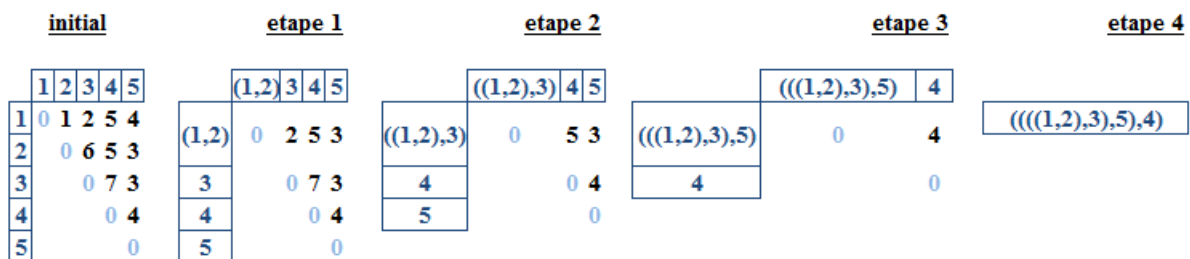 initial etape 1 etape 2 etape 3 etape 4
1 2 3 4 5 (1,2) 3 4 5 ((1,2),3) 4 5 (((1,2),3),5) 4
1 0 1 2 5 4 (1,2) 0 2 5 3 ((1,2),3) 0 5 3 (((1,2),3),5) 0 4 ((((1,2),3),5),4)
2 0 6 5 3
3 0 7 3 3 0 7 3 4 0 4 4 0
4 0 4 4 0 4 5 0
5 0 5 0